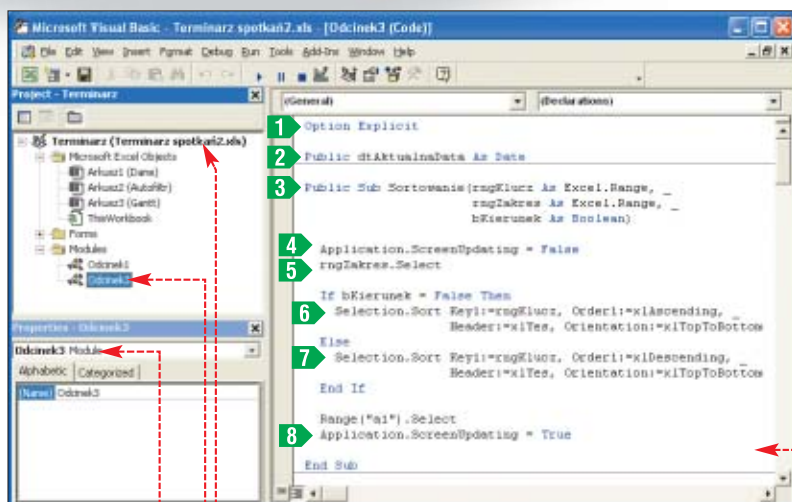 Microsoft Visual Basic - Terminarz spotkań2.xls - [Odcinek3 (Code)]
File Edit View Insert Format Debug Run Tools Add-Ins Window Help
Project - Terminarz
Terminarz (Terminarz spotkań2.xls)
Microsoft Excel Objects
Arkusz1 (Dane)
Arkusz2 (Autofiltr)
Arkusz3 (Gantt)
ThisWorkbook
Forms
Modules
Odcinek1
Odcinek3
Properties - Odcinek3
Odcinek3 Module
Alphabetic Categorized
(Name) Odcinek3
(General) (Declarations)
1 Option Explicit
2 Public dtAktualnaData As Date
3 Public Sub Sortowanie(rngKlucz As Excel.Range, _
rngZakres As Excel.Range, _
bKierunek As Boolean)
4 Application.ScreenUpdating = False
5 rngZakres.Select
If bKierunek = False Then
6 Selection.Sort Key1:=rngKlucz, Order1:=xlAscending, _
Header:=xlYes, Orientation:=xlTopToBottom
Else
7 Selection.Sort Key1:=rngKlucz, Order1:=xlDescending, _
Header:=xlYes, Orientation:=xlTopToBottom
End If
Range("a1").Select
8 Application.ScreenUpdating = True
End Sub